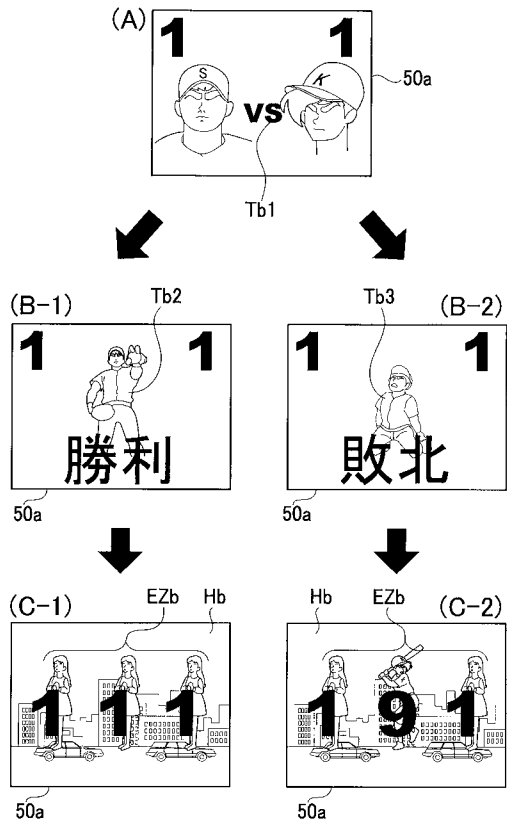 (A)
1 1
S K
vs
50a
Tb1
(B-1) Tb2
1 1
勝利
50a
Tb3 (B-2)
1 1
敗北
50a
(C-1) EZb Hb
1 1 1
50a
Hb EZb (C-2)
1 9 1
50a